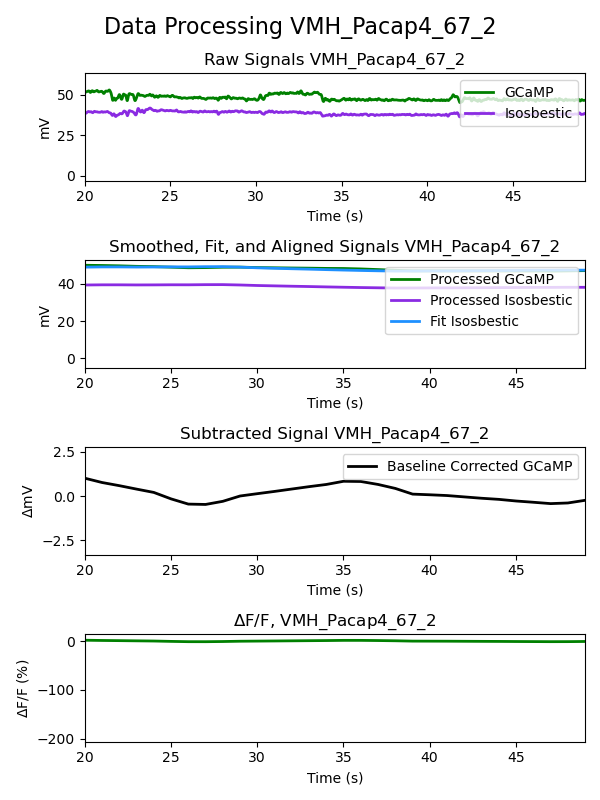 Data Processing VMH_Pacap4_67_2
Raw Signals VMH_Pacap4_67_2
50
25
0
mV
GCaMP
Isosbestic
20 25 30 35 40 45
Time (s)
Smoothed, Fit, and Aligned Signals VMH_Pacap4_67_2
40
20
0
mV
Processed GCaMP
Processed Isosbestic
Fit Isosbestic
20 25 30 35 40 45
Time (s)
Subtracted Signal VMH_Pacap4_67_2
2.5
0.0
−2.5
ΔmV
Baseline Corrected GCaMP
20 25 30 35 40 45
Time (s)
ΔF/F, VMH_Pacap4_67_2
0
−100
−200
ΔF/F (%)
20 25 30 35 40 45
Time (s)